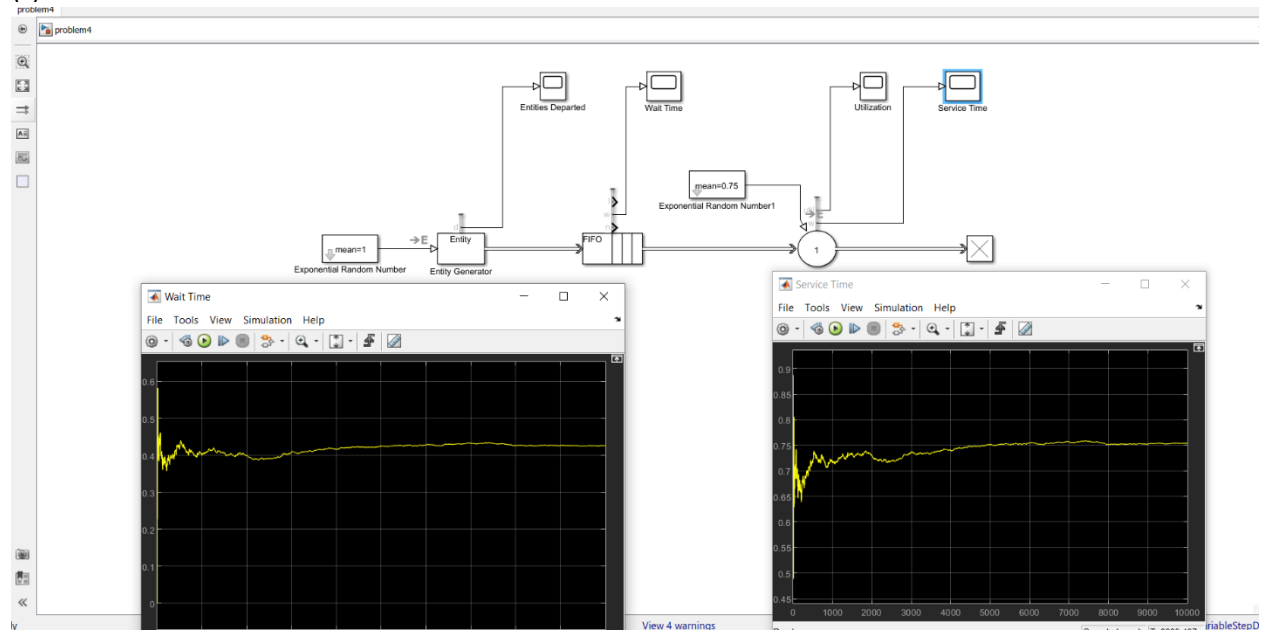 problem4
problem4
Entities Departed
Wait Time
Utilization
Service Time
mean=0.75
Exponential Random Number1
mean=1
Exponential Random Number
E
d
Entity
Entity Generator
w
FIFO
E
w
1
Wait Time
File Tools View Simulation Help
0.6
0.5
0.4
0.3
0.2
0.1
0
Service Time
File Tools View Simulation Help
0.9
0.85
0.8
0.75
0.7
0.65
0.6
0.55
0.5
0.45
0 1000 2000 3000 4000 5000 6000 7000 8000 9000 10000
View 4 warnings